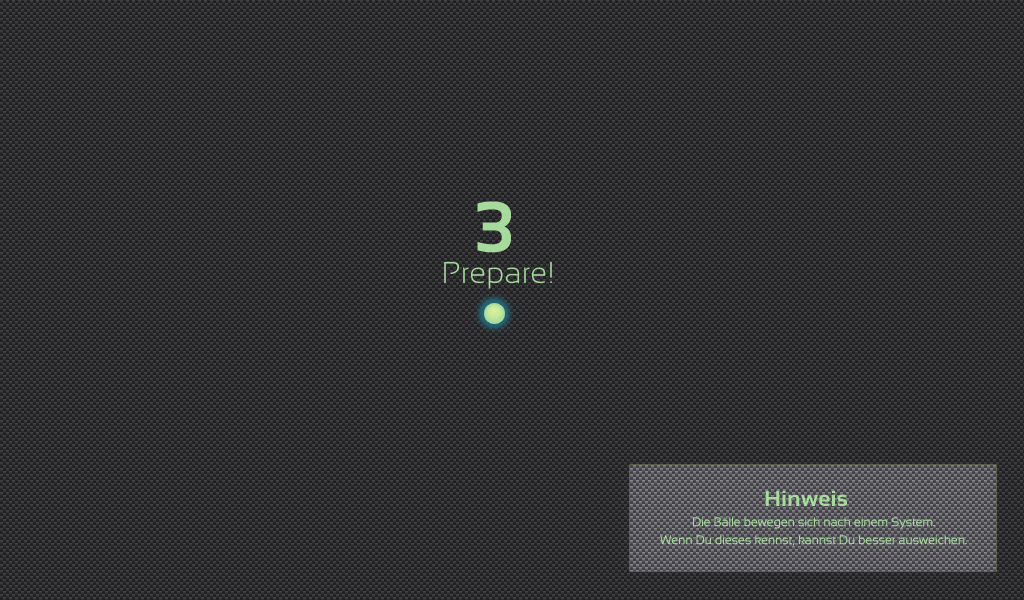 3
Prepare!
Hinweis
Die Bälle bewegen sich nach einem System.
Wenn Du dieses kennst, kannst Du besser ausweichen.